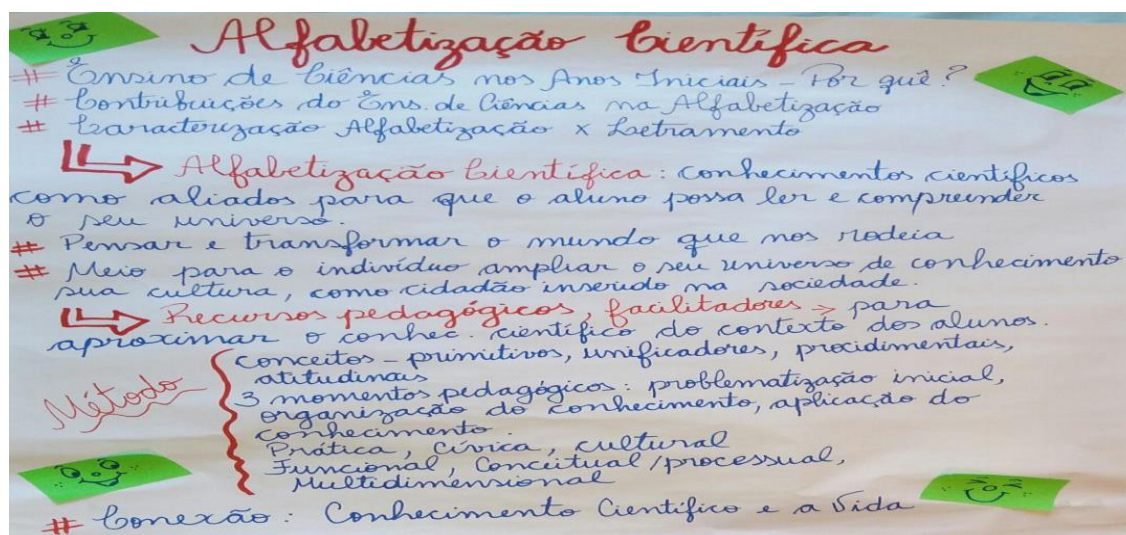 Alfabetização Científica
# Ensino de Ciências nos Anos Iniciais - Por quê?
# Contribuições do Ens. de Ciências na Alfabetização
# Caracterização Alfabetização x Letramento
Alfabetização Científica: conhecimentos científicos
como aliados para que o aluno possa ler e compreender
o seu universo.
# Pensar e transformar o mundo que nos rodeia
# Meio para o indivíduo ampliar o seu universo de conhecimento
sua cultura, como cidadão inserido na sociedade.
Recursos pedagógicos, facilitadores → para
aproximar o conhec. científico do contexto dos alunos.
Método
conceitos - primitivos, unificadores, procidimentais,
atitudinais
3 momentos pedagógicos: problematização inicial,
organização do conhecimento, aplicação do
conhecimento.
Prática, Cívica, cultural
Funcional, Conceitual/processual,
Multidimensional
# Conexão: Conhecimento Científico e a Vida